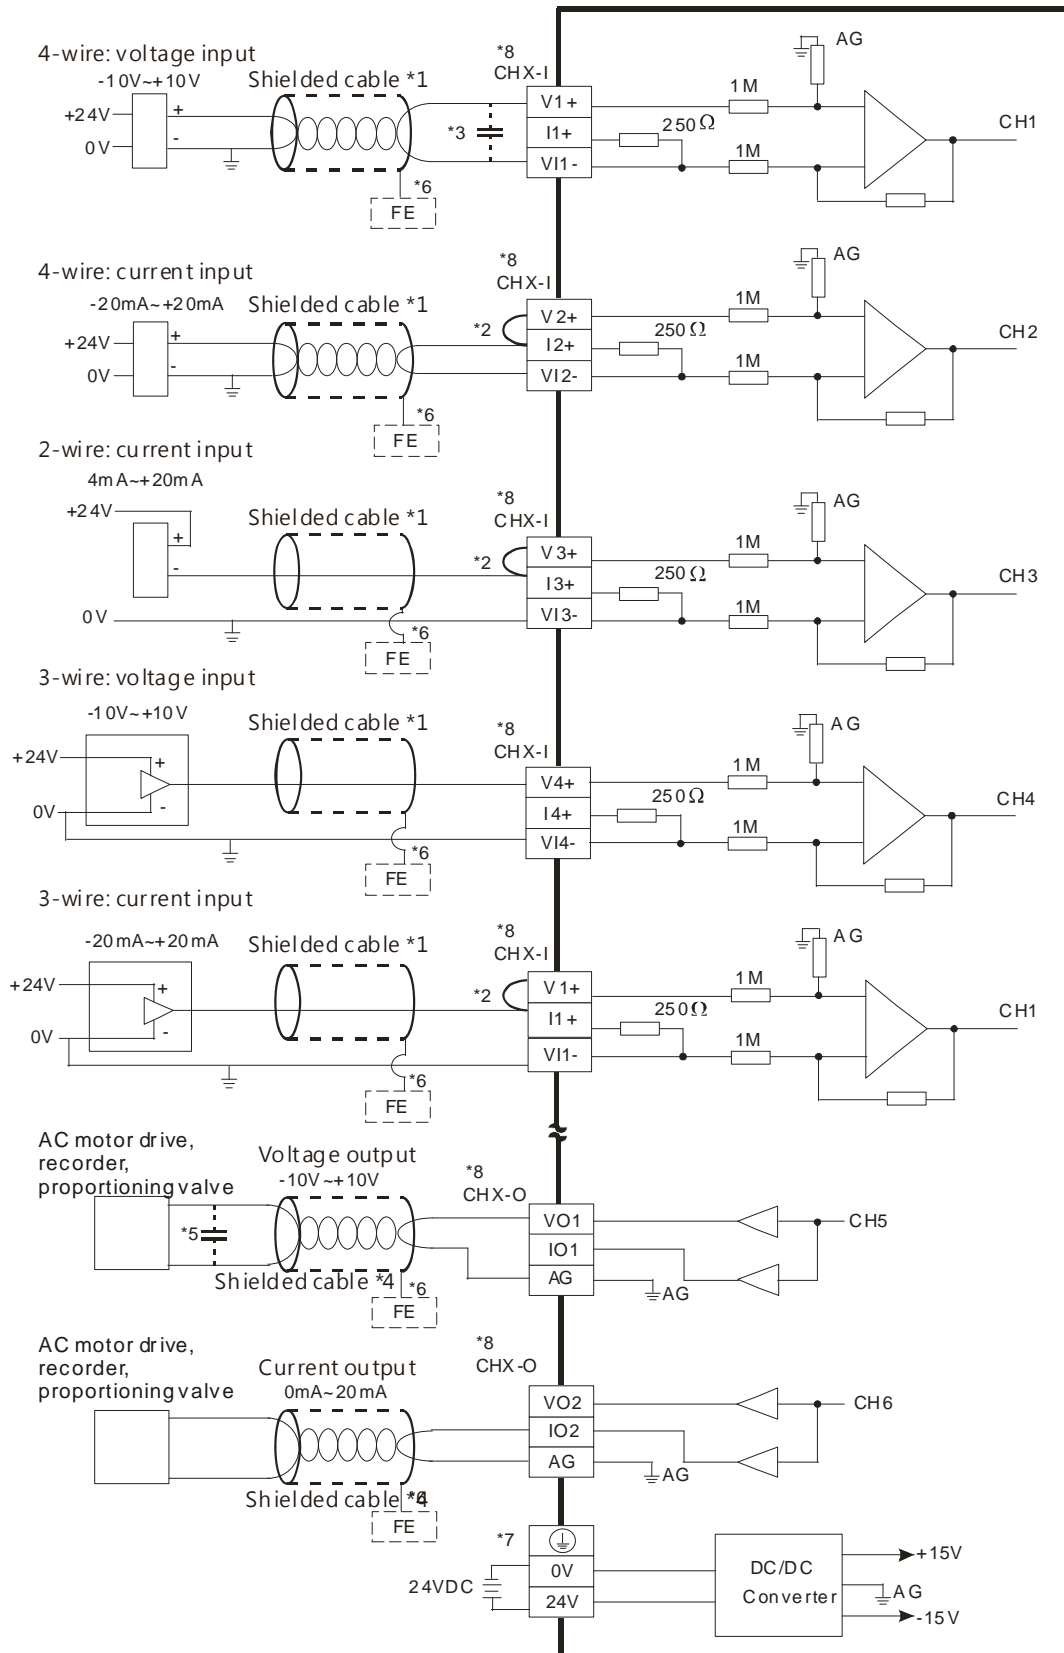 4-wire: voltage input
-10V~+10V
+24V
0V
+
-
Shielded cable *1
*3
*6
FE
*8
CHX-I
V1+
I1+
VI1-
250Ω
1M
1M
AG
CH1
4-wire: current input
-20mA~+20mA
+24V
0V
+
-
Shielded cable *1
*2
*6
FE
*8
CHX-I
V2+
I2+
VI2-
250Ω
1M
1M
AG
CH2
2-wire: current input
4mA~+20mA
+24V
+
-
0V
Shielded cable *1
*2
*6
FE
*8
CHX-I
V3+
I3+
VI3-
250Ω
1M
1M
AG
CH3
3-wire: voltage input
-10V~+10V
+24V
0V
+
-
Shielded cable *1
*6
FE
*8
CHX-I
V4+
I4+
VI4-
250Ω
1M
1M
AG
CH4
3-wire: current input
-20mA~+20mA
+24V
0V
+
-
Shielded cable *1
*2
*6
FE
*8
CHX-I
V1+
I1+
VI1-
250Ω
1M
1M
AG
CH1
AC motor drive,
recorder,
proportioning valve
Voltage output
-10V~+10V
*5
Shielded cable *4
*6
FE
*8
CHX-O
VO1
IO1
AG
AG
CH5
AC motor drive,
recorder,
proportioning valve
Current output
0mA~20mA
Shielded cable *4
*6
FE
*8
CHX-O
VO2
IO2
AG
AG
CH6
*7
24VDC
0V
24V
DC/DC
Converter
+15V
AG
-15V